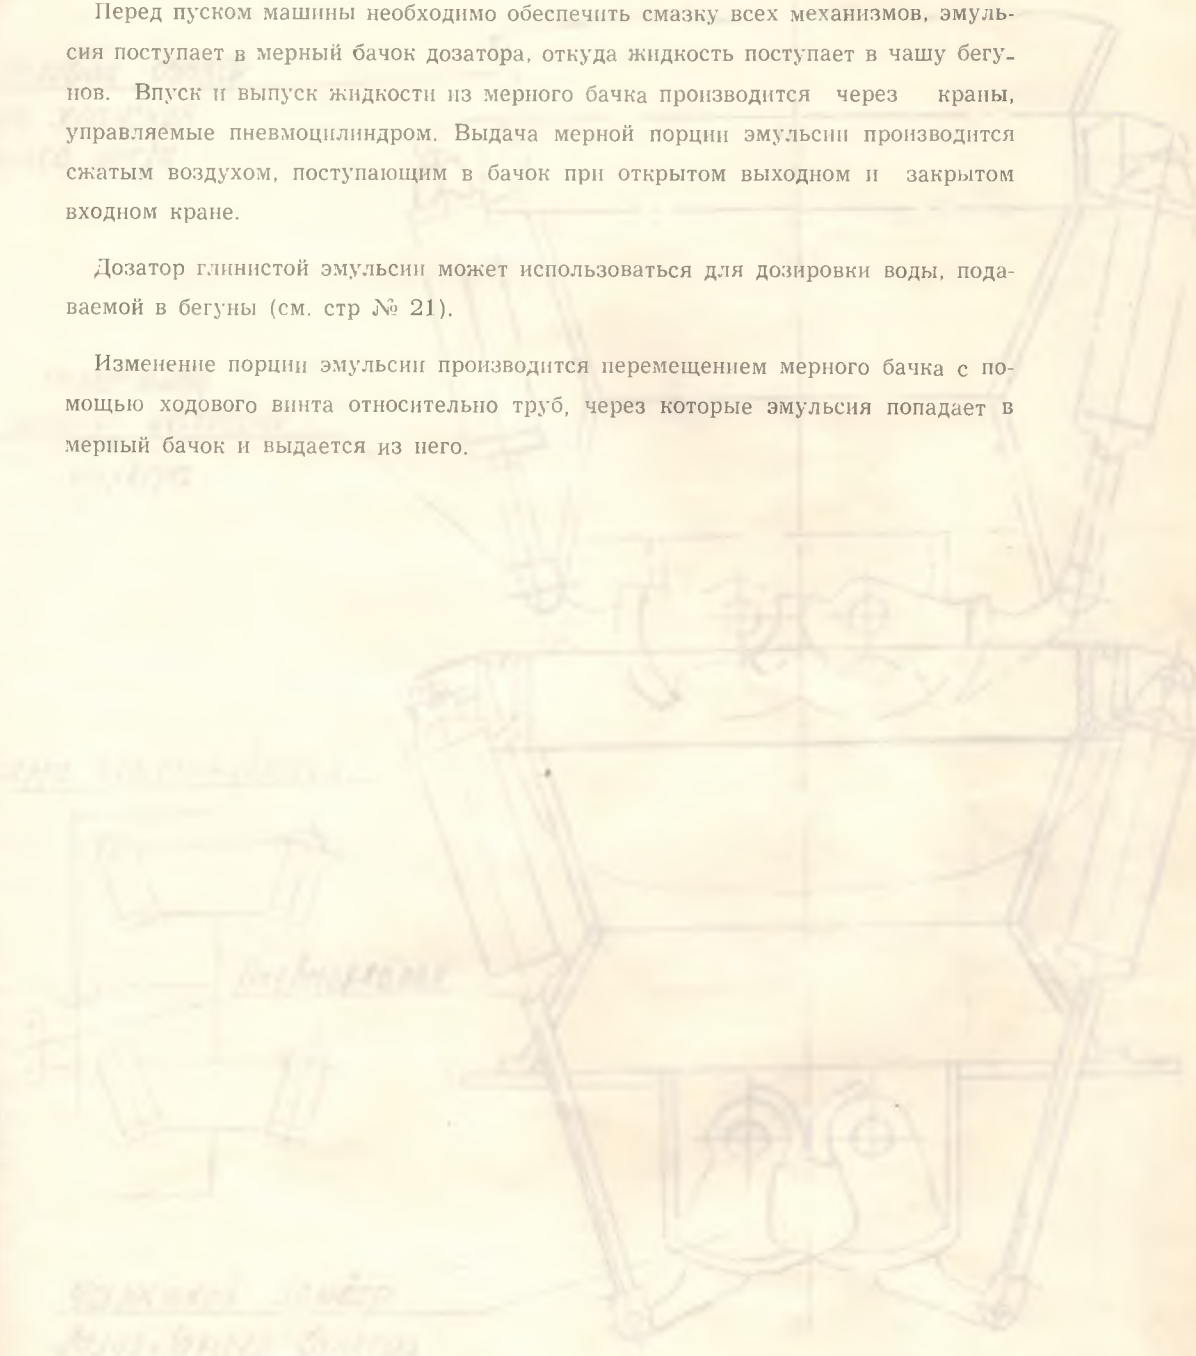 Перед пуском машины необходимо обеспечить смазку всех механизмов, эмуль-
сия поступает в мерный бачок дозатора, откуда жидкость поступает в чашу бегу-
нов. Впуск и выпуск жидкости из мерного бачка производится через краны,
управляемые пневмоцилиндром. Выдача мерной порции эмульсии производится
сжатым воздухом, поступающим в бачок при открытом выходном и закрытом
входном кране.
Дозатор глинистой эмульсии может использоваться для дозировки воды, пода-
ваемой в бегуны (см. стр № 21).
Изменение порции эмульсии производится перемещением мерного бачка с по-
мощью ходового винта относительно труб, через которые эмульсия попадает в
мерный бачок и выдается из него.